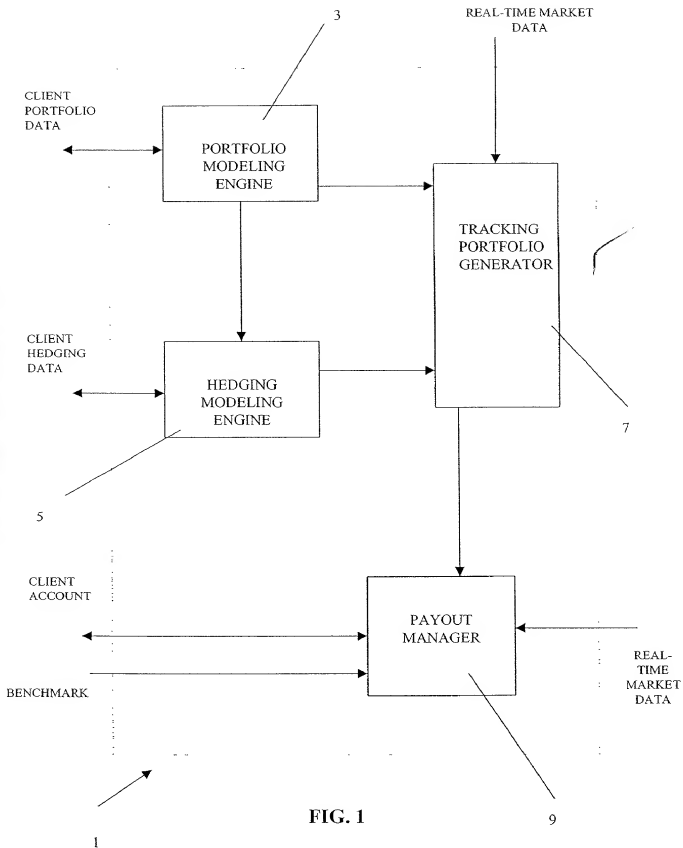 3
REAL-TIME MARKET
DATA
CLIENT
PORTFOLIO
DATA
PORTFOLIO
MODELING
ENGINE
TRACKING
PORTFOLIO
GENERATOR
CLIENT
HEDGING
DATA
HEDGING
MODELING
ENGINE
7
5
CLIENT
ACCOUNT
PAYOUT
MANAGER
BENCHMARK
REAL-
TIME
MARKET
DATA
FIG. 1
9
1